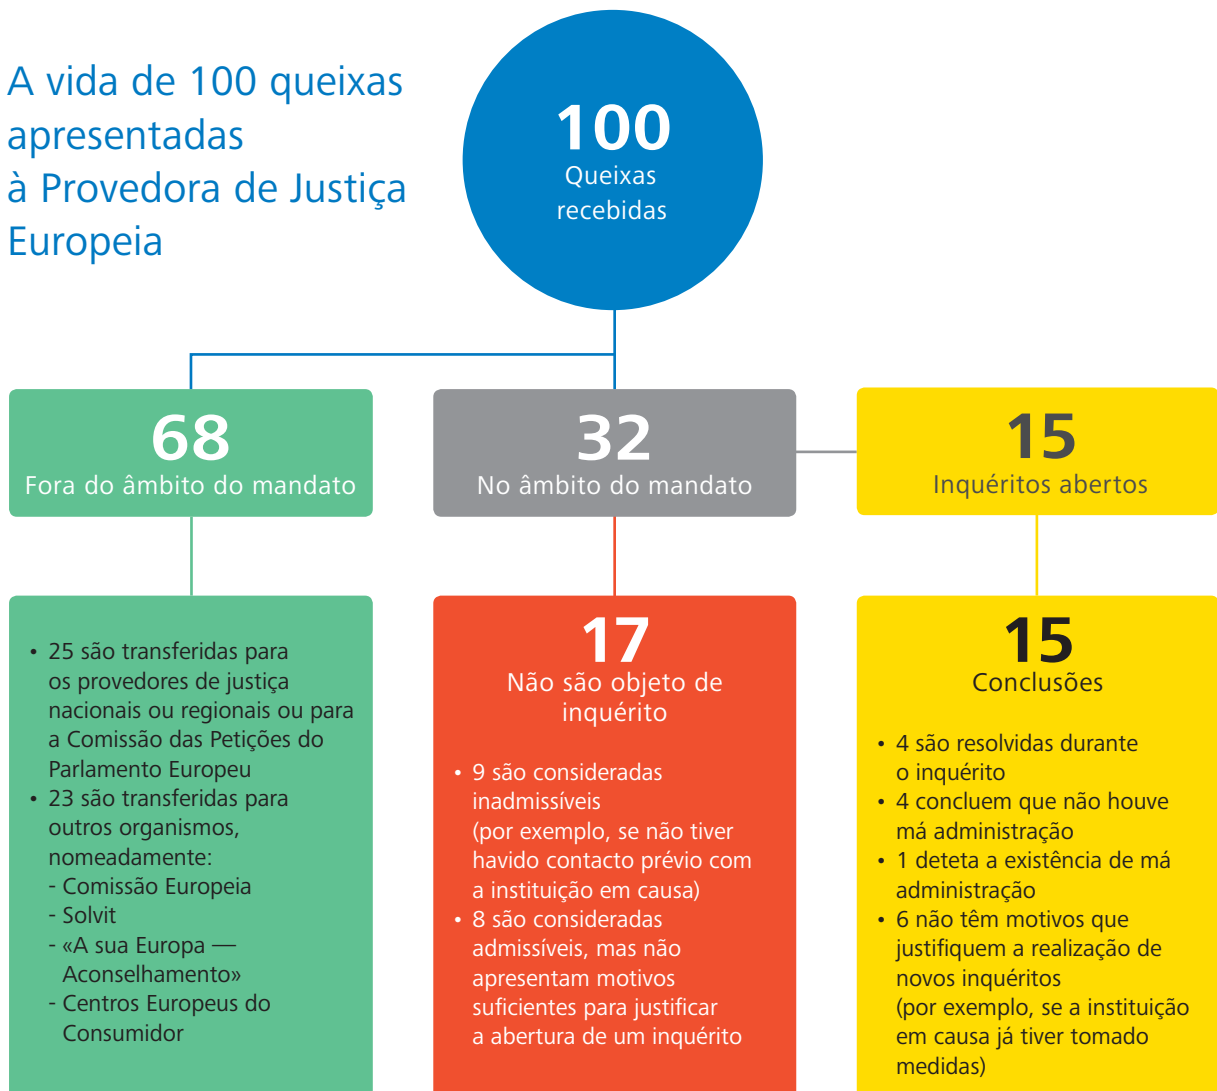 A vida de 100 queixas
apresentadas
à Provedora de Justiça
Europeia
100
Queixas
recebidas
68
Fora do âmbito do mandato
32
No âmbito do mandato
15
Inquéritos abertos
• 25 são transferidas para
os provedores de justiça
nacionais ou regionais ou para
a Comissão das Petições do
Parlamento Europeu
• 23 são transferidas para
outros organismos,
nomeadamente:
- Comissão Europeia
- Solvit
- «A sua Europa —
Aconselhamento»
- Centros Europeus do
Consumidor
17
Não são objeto de
inquérito
• 9 são consideradas
inadmissíveis
(por exemplo, se não tiver
havido contacto prévio com
a instituição em causa)
• 8 são consideradas
admissíveis, mas não
apresentam motivos
suficientes para justificar
a abertura de um inquérito
15
Conclusões
• 4 são resolvidas durante
o inquérito
• 4 concluem que não houve
má administração
• 1 deteta a existência de má
administração
• 6 não têm motivos que
justifiquem a realização de
novos inquéritos
(por exemplo, se a instituição
em causa já tiver tomado
medidas)